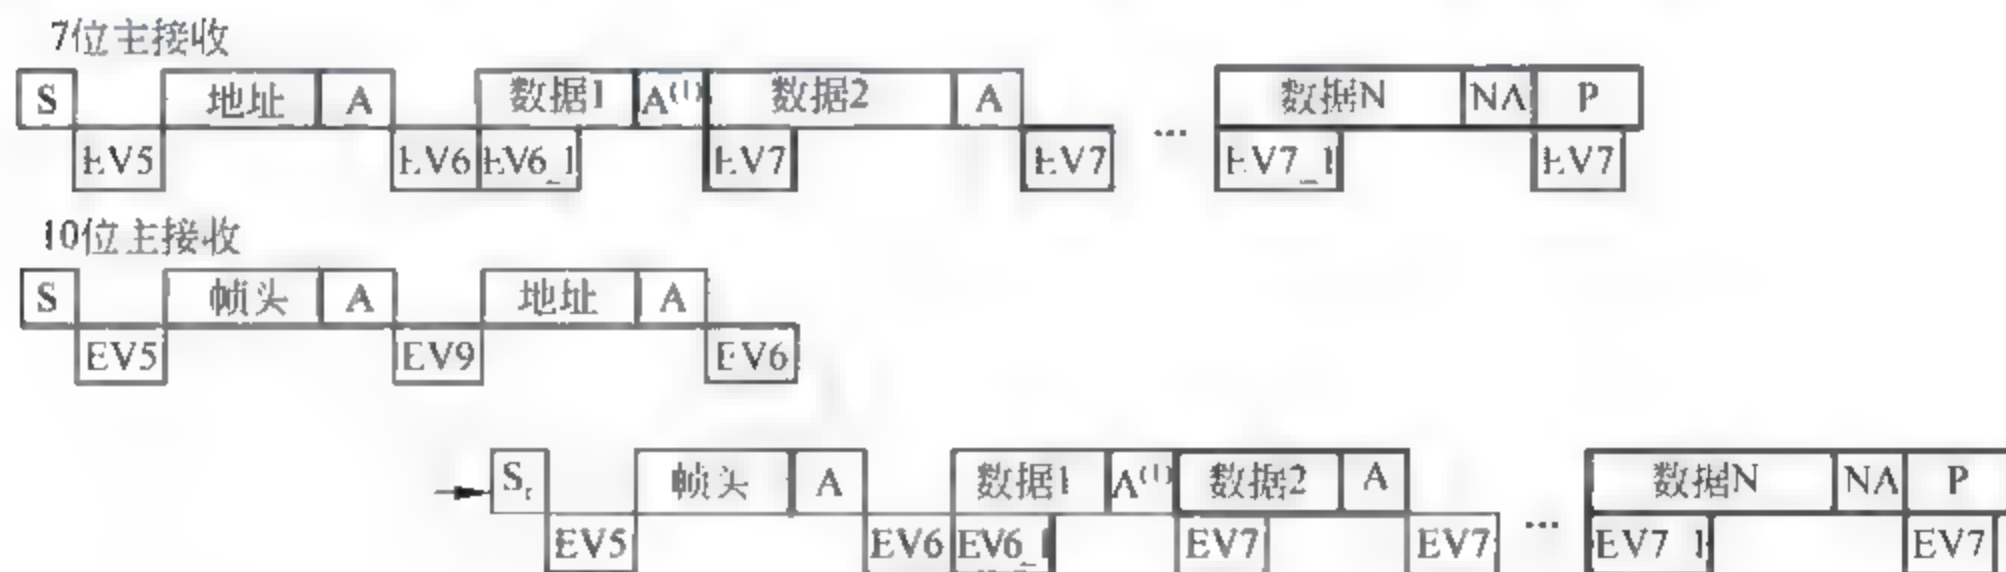 7位主接收
S 地址 A 数据1 A(1) 数据2 A ... 数据N NA P
EV5 EV6 EV6_1 EV7 EV7 EV7_1 EV7
10位主接收
S 帧头 A 地址 A
EV5 EV9 EV6
Sr 帧头 A 数据1 A(1) 数据2 A ... 数据N NA P
EV5 EV6 EV6_1 EV7 EV7 EV7_1 EV7